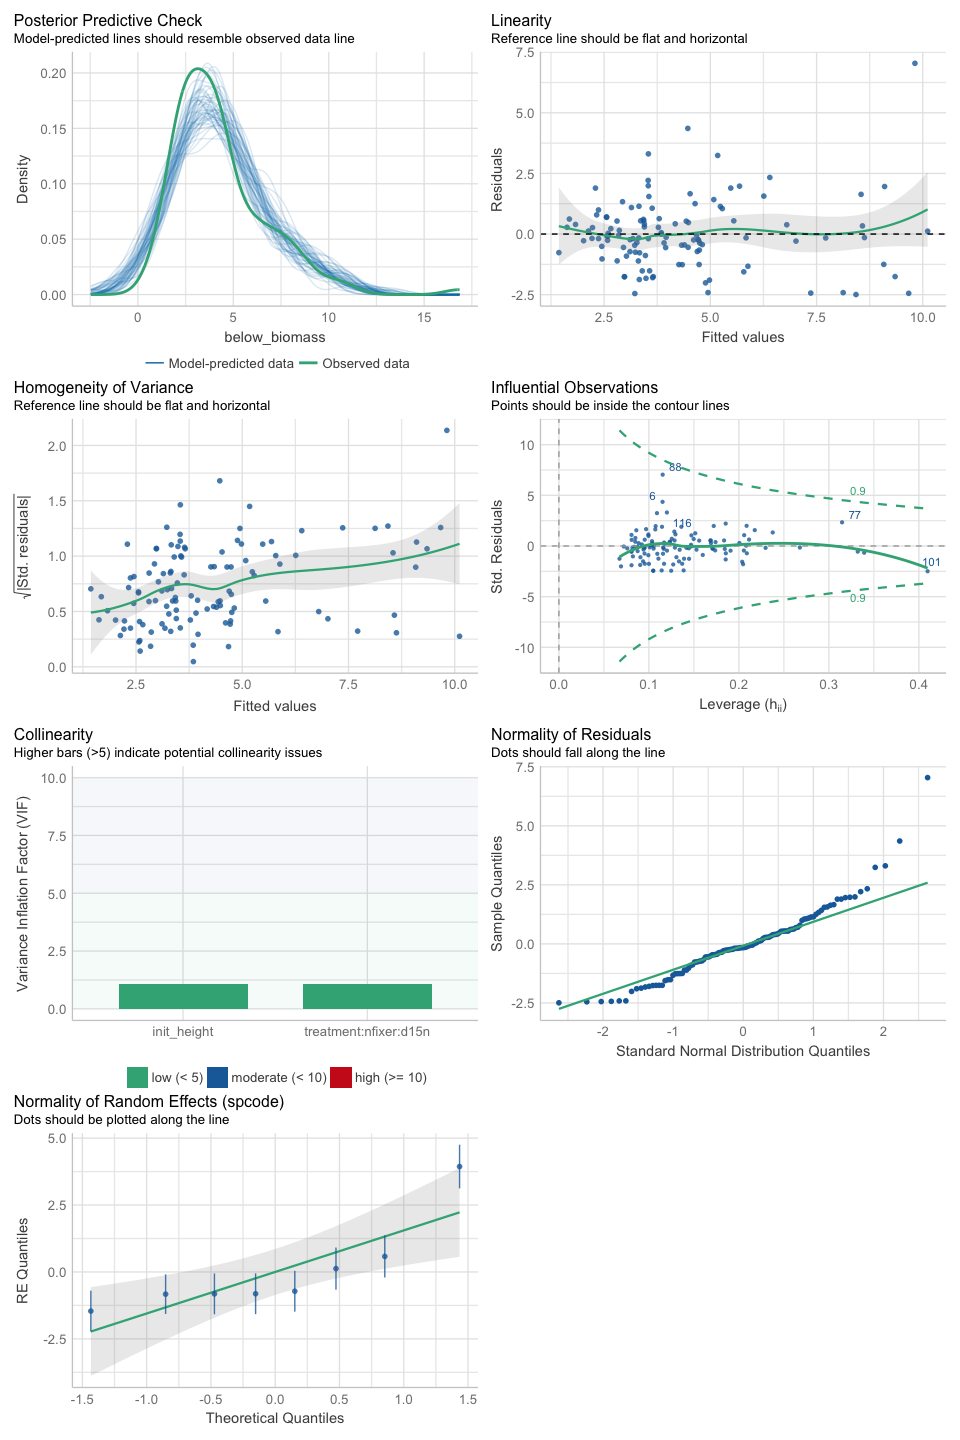 Posterior Predictive Check
Model-predicted lines should resemble observed data line
Density
0.20
0.15
0.10
0.05
0.00
0
5
10
15
below_biomass
Model-predicted data
Observed data
Linearity
Reference line should be flat and horizontal
Residuals
7.5
5.0
2.5
0.0
-2.5
2.5
5.0
7.5
10.0
Fitted values
Homogeneity of Variance
Reference line should be flat and horizontal
√|Std. residuals|
2.0
1.5
1.0
0.5
0.0
2.5
5.0
7.5
10.0
Fitted values
Influential Observations
Points should be inside the contour lines
Std. Residuals
10
5
0
-5
-10
88
6
116
0.9
77
101
0.9
0.0
0.1
0.2
0.3
0.4
Leverage (hii)
Collinearity
Higher bars (>5) indicate potential collinearity issues
Variance Inflation Factor (VIF)
10.0
7.5
5.0
2.5
0.0
init_height
treatment:nfixer:d15n
low (< 5)
moderate (< 10)
high (>= 10)
Normality of Residuals
Dots should fall along the line
Sample Quantiles
7.5
5.0
2.5
0.0
-2.5
-2
-1
0
1
2
Standard Normal Distribution Quantiles
Normality of Random Effects (spcode)
Dots should be plotted along the line
RE Quantiles
5.0
2.5
0.0
-2.5
-1.5
-1.0
-0.5
0.0
0.5
1.0
1.5
Theoretical Quantiles